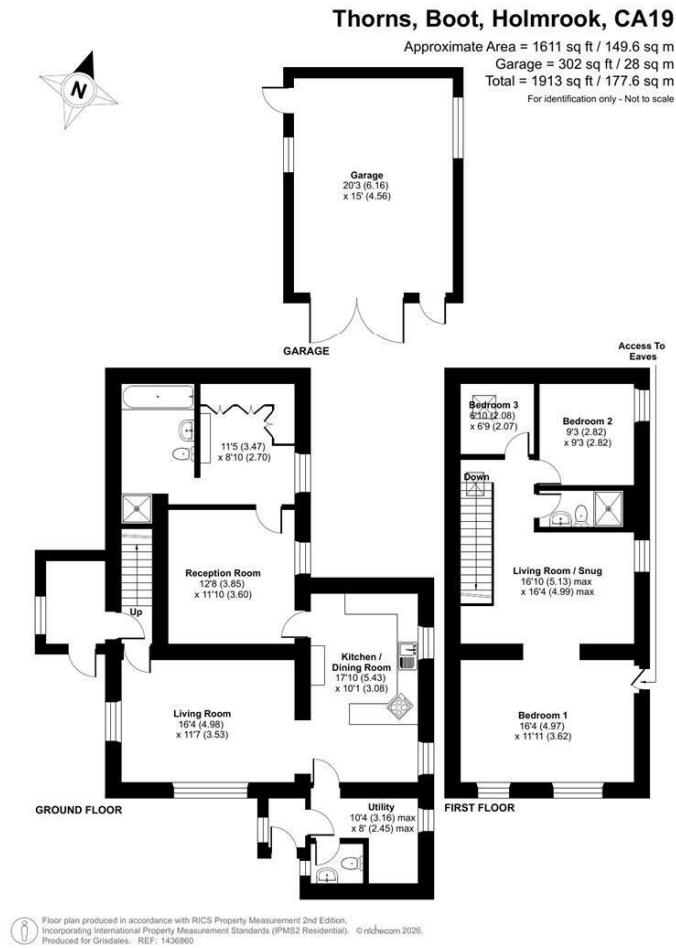 Thorns, Boot, Holmrook, CA19
Approximate Area = 1611 sq ft / 149.6 sq m
Garage = 302 sq ft / 28 sq m
Total = 1913 sq ft / 177.6 sq m
For identification only - Not to scale
N
Garage
20'3 (6.16)
x 15' (4.56)
GARAGE
Access To
Eaves
11'5 (3.47)
x 8'10 (2.70)
Reception Room
12'8 (3.85)
x 11'10 (3.60)
Up
Kitchen /
Dining Room
17'10 (5.43)
x 10'1 (3.08)
Living Room
16'4 (4.98)
x 11'7 (3.53)
Utility
10'4 (3.16) max
x 8' (2.45) max
GROUND FLOOR
Bedroom 3
6'10 (2.08)
x 6'9 (2.07)
Bedroom 2
9'3 (2.82)
x 9'3 (2.82)
Down
Living Room / Snug
16'10 (5.13) max
x 16'4 (4.99) max
Bedroom 1
16'4 (4.97)
x 11'11 (3.62)
FIRST FLOOR
Floor plan produced in accordance with RICS Property Measurement 2nd Edition,
Incorporating International Property Measurement Standards (IPMS2 Residential). © nichecom 2026.
Produced for Grisdales. REF: 1436860